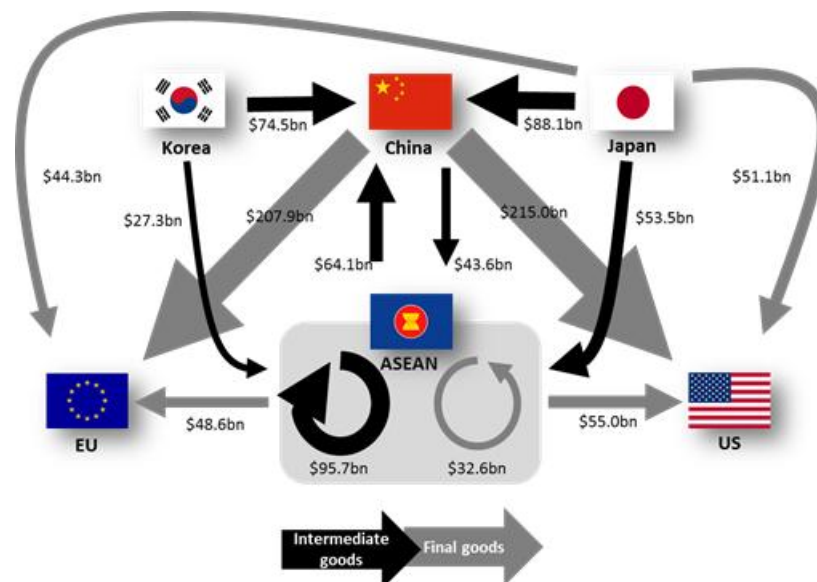 Korea
China
Japan
$74.5bn
$88.1bn
$44.3bn
$51.1bn
$27.3bn
$207.9bn
$215.0bn
$53.5bn
$64.1bn
$43.6bn
ASEAN
EU
US
$48.6bn
$55.0bn
$95.7bn
$32.6bn
Intermediate
goods
Final goods